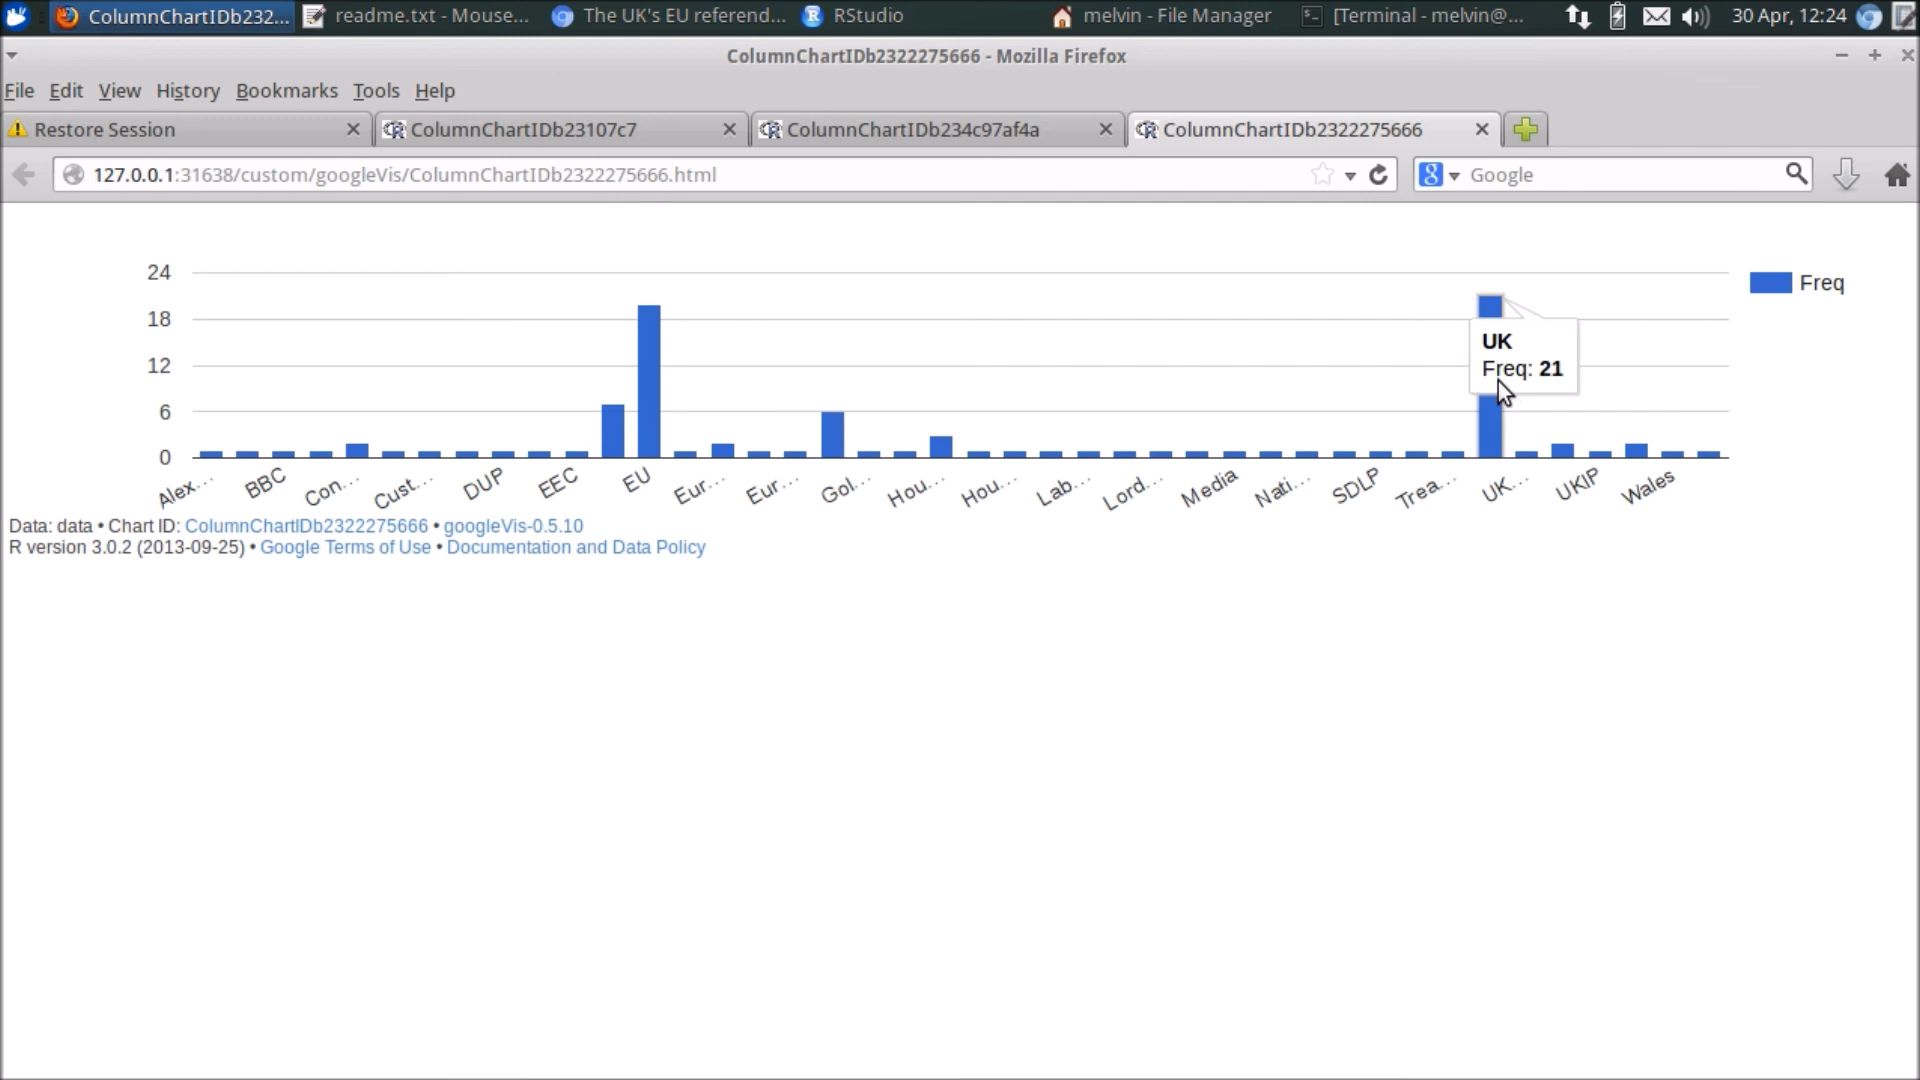 ColumnChartIDb232... readme.txt - Mouse... The UK's EU referend... RStudio melvin - File Manager [Terminal - melvin@... 30 Apr, 12:24
ColumnChartIDb2322275666 - Mozilla Firefox
File Edit View History Bookmarks Tools Help
Restore Session ColumnChartIDb23107c7 ColumnChartIDb234c97af4a ColumnChartIDb2322275666
127.0.0.1:31638/custom/googleVis/ColumnChartIDb2322275666.html Google
24
18
12
6
0
Freq
UK
Freq: 21
Alex... BBC Con... Cust... DUP EEC EU Eur... Eur... Gol... Hou... Hou... Lab... Lord... Media Nati... SDLP Trea... UK... UKIP Wales
Data: data • Chart ID: ColumnChartIDb2322275666 • googleVis-0.5.10
R version 3.0.2 (2013-09-25) • Google Terms of Use • Documentation and Data Policy